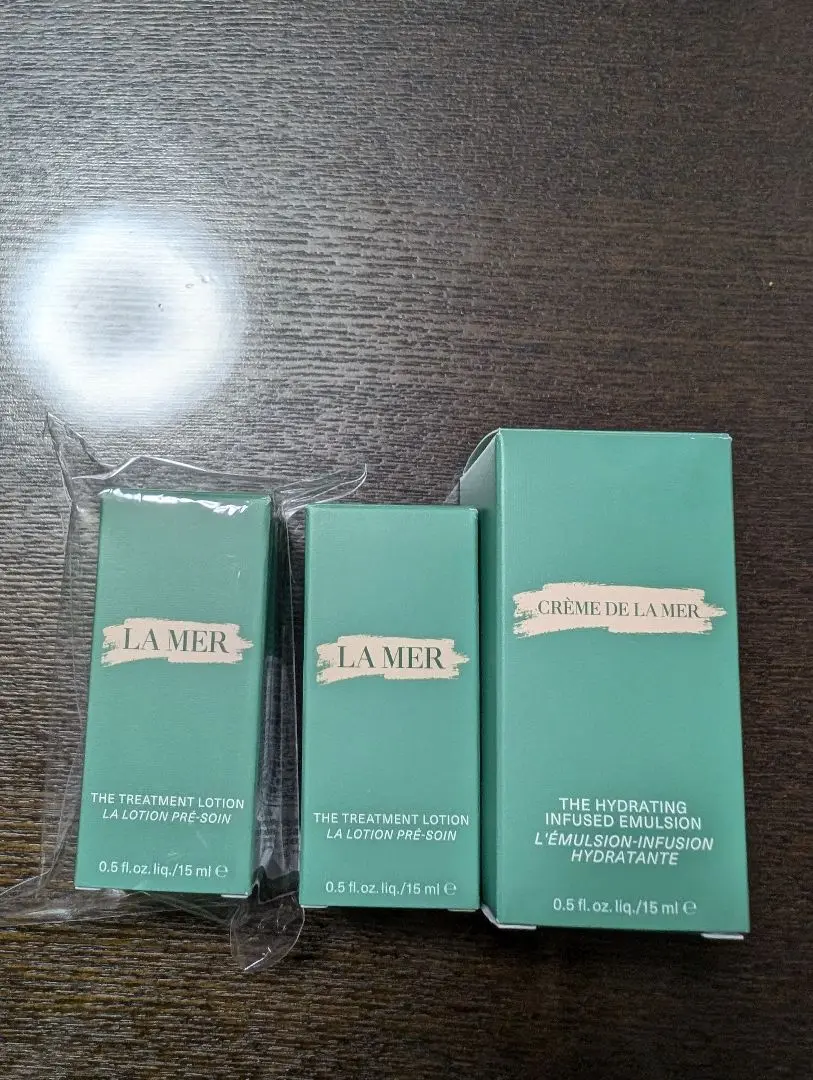 LA MER
THE TREATMENT LOTION
LA LOTION PRÉ-SOIN
0.5 fl.oz. liq./15 ml ℮
LA MER
THE TREATMENT LOTION
LA LOTION PRÉ-SOIN
0.5 fl.oz. liq./15 ml ℮
CRÈME DE LA MER
THE HYDRATING
INFUSED EMULSION
L'ÉMULSION-INFUSION
HYDRATANTE
0.5 fl.oz. liq./15 ml ℮